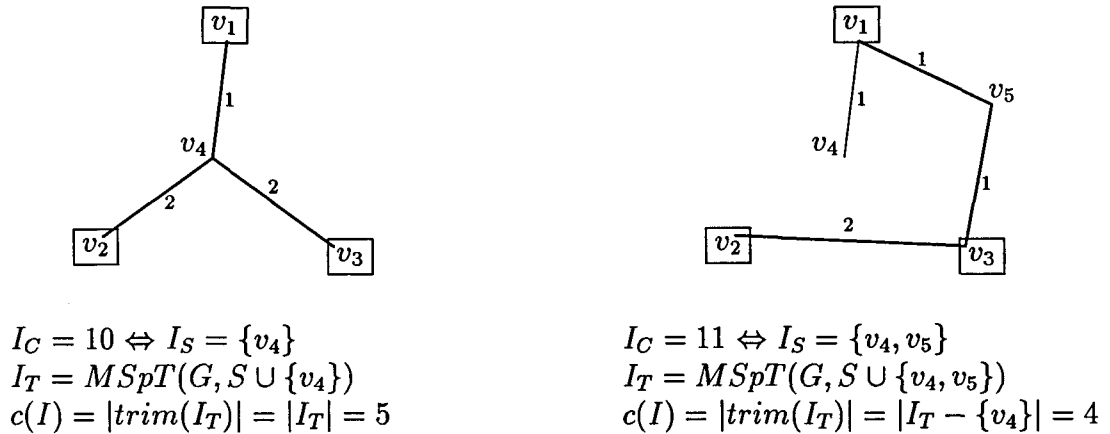 v₁
1
v₄
2
2
v₂
v₃
v₁
1
v₅
1
v₄
1
2
v₂
v₃
I_C = 10 ⇔ I_S = {v₄}
I_T = MSpT(G, S ∪ {v₄})
c(I) = |trim(I_T)| = |I_T| = 5
I_C = 11 ⇔ I_S = {v₄, v₅}
I_T = MSpT(G, S ∪ {v₄, v₅})
c(I) = |trim(I_T)| = |I_T − {v₄}| = 4